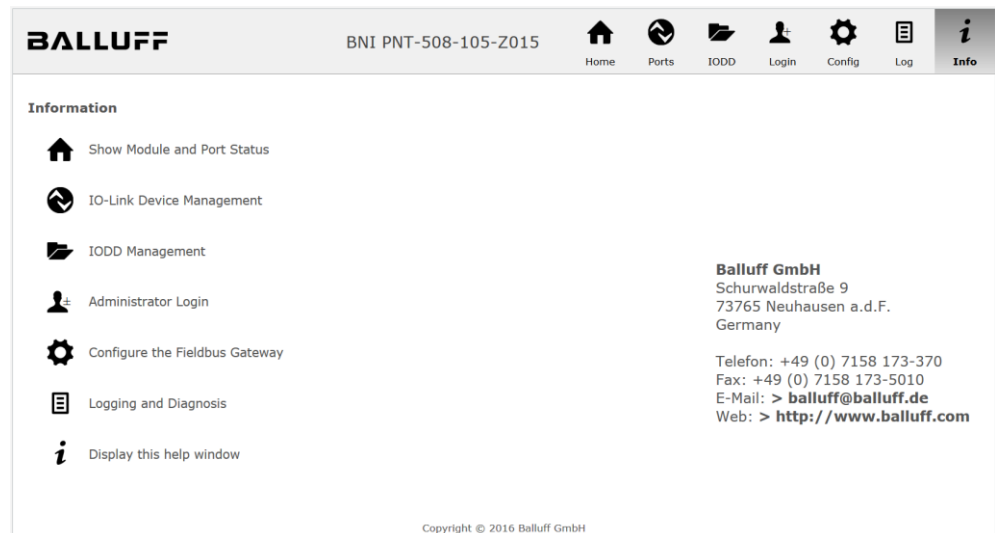 BALLUFF
BNI PNT-508-105-Z015
Home
Ports
IODD
Login
Config
Log
Info
Information
Show Module and Port Status
IO-Link Device Management
IODD Management
Administrator Login
Configure the Fieldbus Gateway
Logging and Diagnosis
Display this help window
Balluff GmbH
Schurwaldstraße 9
73765 Neuhausen a.d.F.
Germany
Telefon: +49 (0) 7158 173-370
Fax: +49 (0) 7158 173-5010
E-Mail: > balluff@balluff.de
Web: > http://www.balluff.com
Copyright © 2016 Balluff GmbH